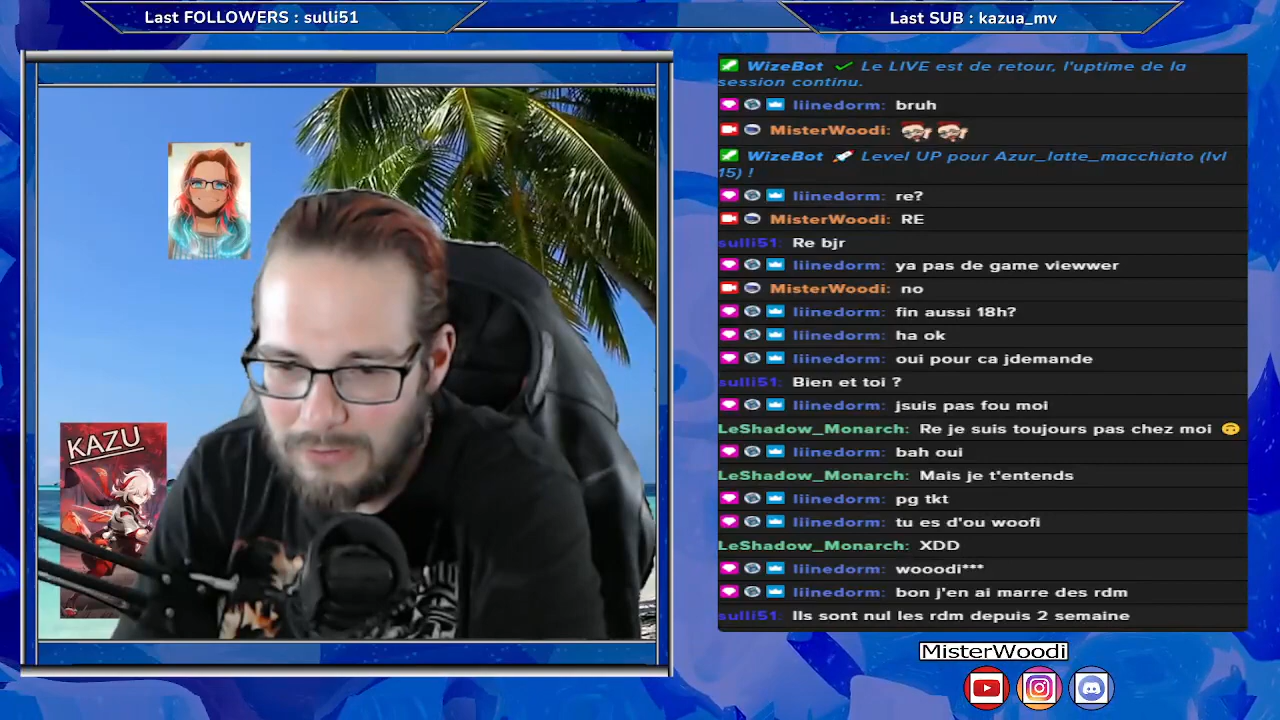 Last FOLLOWERS : sulli51
Last SUB : kazua_mv
WizeBot Le LIVE est de retour, l'uptime de la
session continu.
liinedorm: bruh
MisterWoodi:
WizeBot Level UP pour Azur_latte_macchiato (lvl
15) !
liinedorm: re?
MisterWoodi: RE
sulli51: Re bjr
liinedorm: ya pas de game viewwer
MisterWoodi: no
liinedorm: fin aussi 18h?
liinedorm: ha ok
liinedorm: oui pour ca jdemande
sulli51: Bien et toi ?
liinedorm: jsuis pas fou moi
LeShadow_Monarch: Re je suis toujours pas chez moi 🙃
liinedorm: bah oui
LeShadow_Monarch: Mais je t'entends
liinedorm: pg tkt
liinedorm: tu es d'ou woofi
LeShadow_Monarch: XDD
liinedorm: wooodi***
liinedorm: bon j'en ai marre des rdm
sulli51: Ils sont nul les rdm depuis 2 semaine
KAZU
MisterWoodi